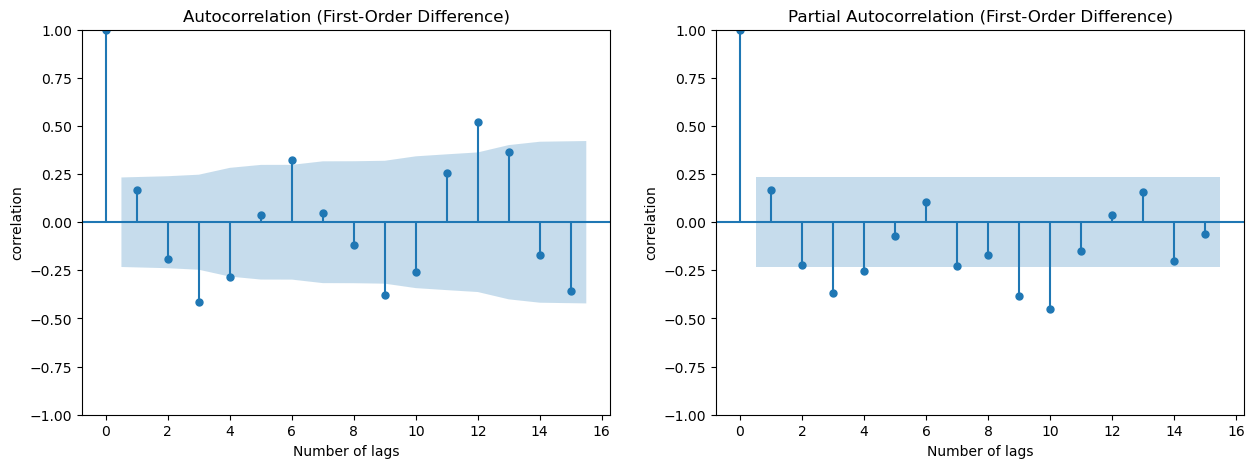 Autocorrelation (First-Order Difference)
1.00
0.75
0.50
0.25
0.00
−0.25
−0.50
−0.75
−1.00
correlation
0 2 4 6 8 10 12 14 16
Number of lags
Partial Autocorrelation (First-Order Difference)
1.00
0.75
0.50
0.25
0.00
−0.25
−0.50
−0.75
−1.00
correlation
0 2 4 6 8 10 12 14 16
Number of lags